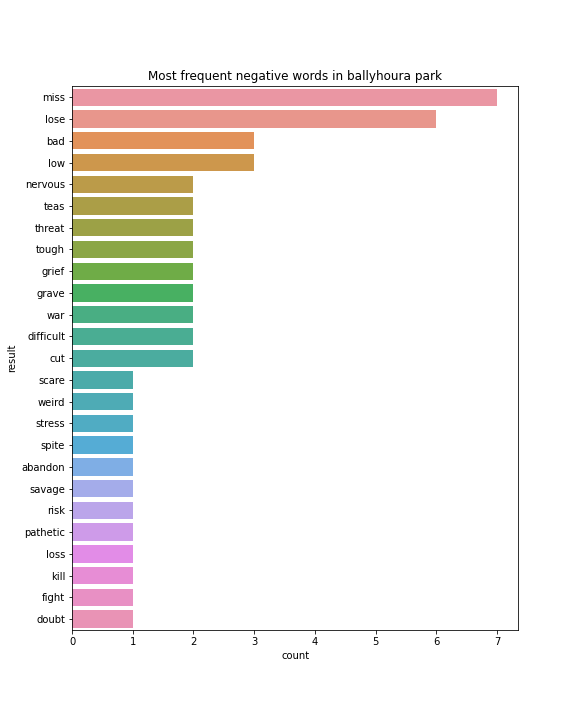 Most frequent negative words in ballyhoura park
miss
lose
bad
low
nervous
teas
threat
tough
grief
grave
war
difficult
cut
scare
weird
stress
spite
abandon
savage
risk
pathetic
loss
kill
fight
doubt
result
0 1 2 3 4 5 6 7
count